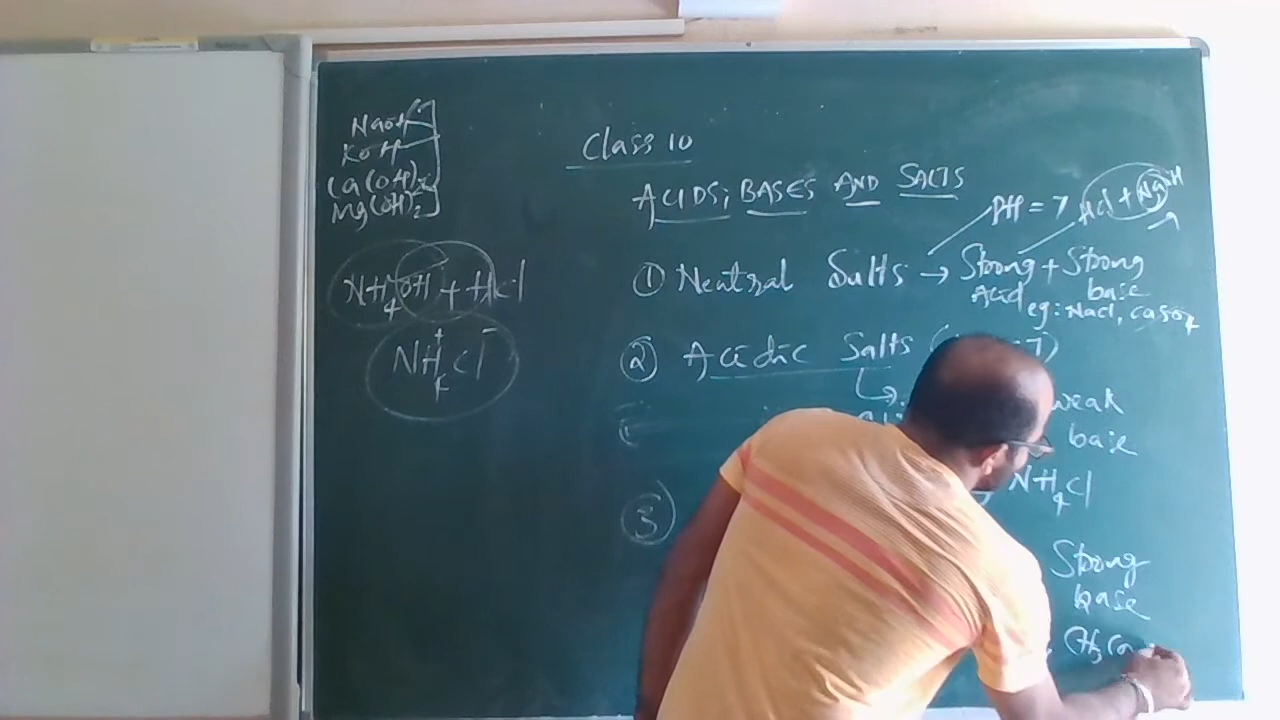 NaOH
KOH
Ca(OH)2
Mg(OH)2
NH4OH + HCl
NH4+Cl-
Class 10
ACIDS, BASES AND SALTS
PH = 7 HCl + NaOH
① Neutral Salts → Strong + Strong
Acid base
eg: NaCl, CaSO4
② Acidic Salts
weak
base
NH4Cl
③
Strong
base
CH3CO